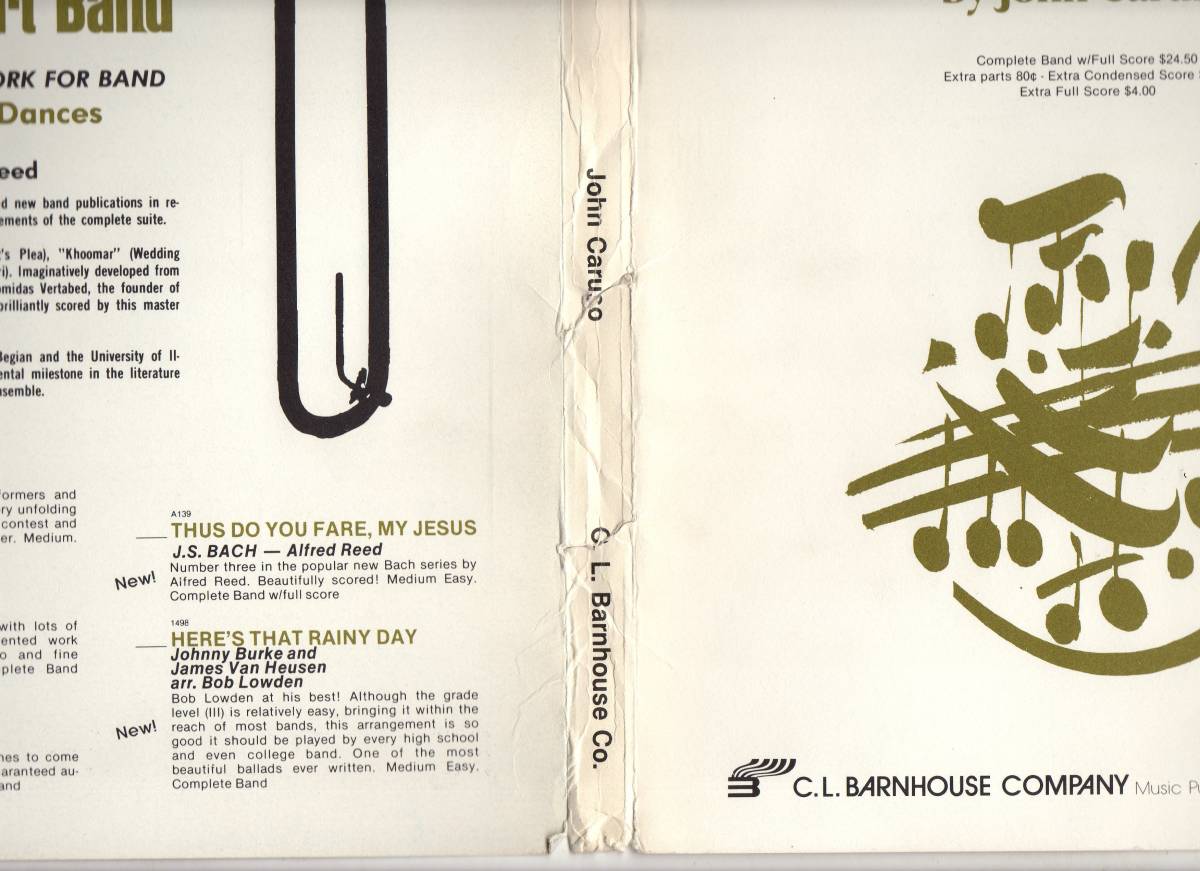 rt Band
ORK FOR BAND
Dances
eed
d new band publications in re-
ements of the complete suite.
's Plea), "Khoomar" (Wedding
i). Imaginatively developed from
omidas Vertabed, the founder of
brilliantly scored by this master
Begian and the University of Il-
ental milestone in the literature
nsemble.
formers and
ry unfolding
contest and
er. Medium.
with lots of
ented work
o and fine
plete Band
nes to come
aranteed au-
and
A139
THUS DO YOU FARE, MY JESUS
J.S. BACH — Alfred Reed
New!
Number three in the popular new Bach series by
Alfred Reed. Beautifully scored! Medium Easy.
Complete Band w/full score
1498
HERE'S THAT RAINY DAY
Johnny Burke and
James Van Heusen
arr. Bob Lowden
New!
Bob Lowden at his best! Although the grade
level (III) is relatively easy, bringing it within the
reach of most bands, this arrangement is so
good it should be played by every high school
and even college band. One of the most
beautiful ballads ever written. Medium Easy.
Complete Band
John Caruso
C. L. Barnhouse Co.
by John Caru
Complete Band w/Full Score $24.50
Extra parts 80¢ · Extra Condensed Score
Extra Full Score $4.00
C.L. BARNHOUSE COMPANY Music Pu